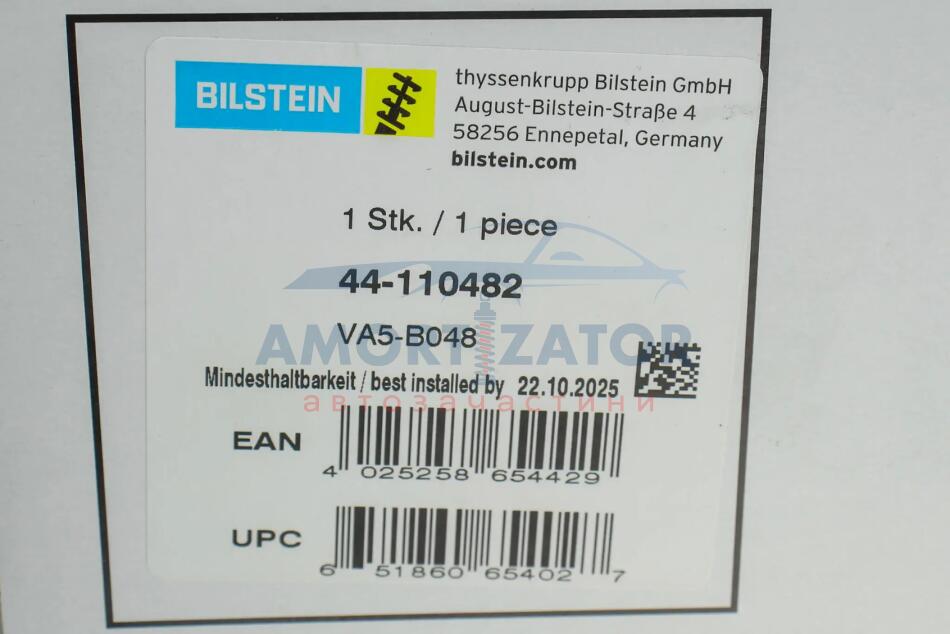 BILSTEIN
thyssenkrupp Bilstein GmbH
August-Bilstein-Straße 4
58256 Ennepetal, Germany
bilstein.com
1 Stk. / 1 piece
44-110482
VA5-B048
AMORTIZATOR
Mindesthaltbarkeit / best installed by 22.10.2025
автозапчастини
EAN
4 025258 654429
UPC
6 51860 65402 7